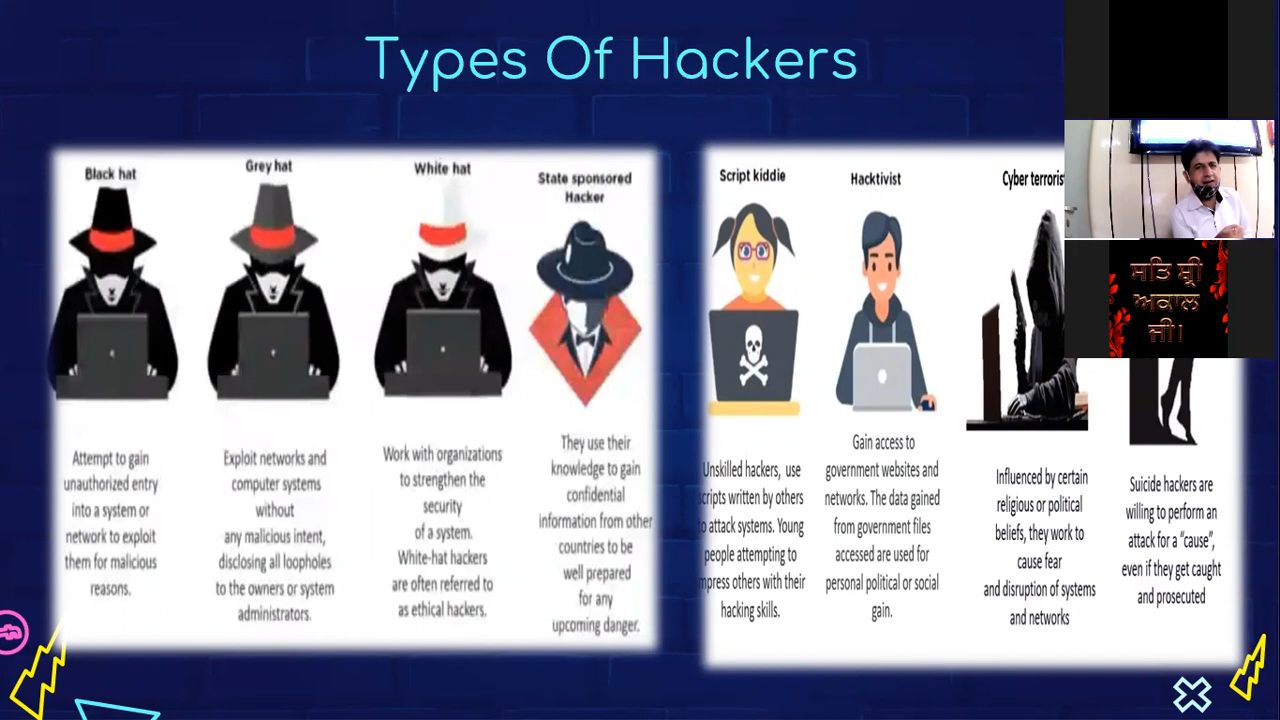 Types Of Hackers
Black hat
Attempt to gain
unauthorized entry
into a system or
network to exploit
them for malicious
reasons.
Grey hat
Exploit networks and
computer systems
without
any malicious intent,
disclosing all loopholes
to the owners or system
administrators.
White hat
Work with organizations
to strengthen the
security
of a system.
White-hat hackers
are often referred to
as ethical hackers.
State sponsored
Hacker
They use their
knowledge to gain
confidential
information from other
countries to be
well prepared
for any
upcoming danger.
Script kiddie
Unskilled hackers, use
scripts written by others
to attack systems. Young
people attempting to
impress others with their
hacking skills.
Hacktivist
Gain access to
government websites and
networks. The data gained
from government files
accessed are used for
personal political or social
gain.
Cyber terrorist
Influenced by certain
religious or political
beliefs, they work to
cause fear
and disruption of systems
and networks
Suicide hackers are
willing to perform an
attack for a “cause”,
even if they get caught
and prosecuted
ਸਤਿ ਸ਼੍ਰੀ
ਅਕਾਲ
ਜੀ।